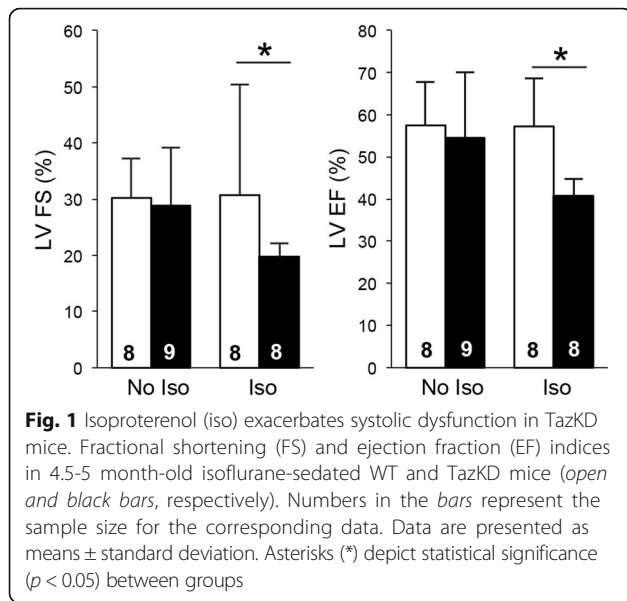 60
50
40
30
20
10
0
LV FS (%)
*
8
9
8
8
No Iso
Iso
80
70
60
50
40
30
20
10
0
LV EF (%)
*
8
9
8
8
No Iso
Iso
Fig. 1 Isoproterenol (iso) exacerbates systolic dysfunction in TazKD
mice. Fractional shortening (FS) and ejection fraction (EF) indices
in 4.5-5 month-old isoflurane-sedated WT and TazKD mice (open
and black bars, respectively). Numbers in the bars represent the
sample size for the corresponding data. Data are presented as
means ± standard deviation. Asterisks (*) depict statistical significance
(p < 0.05) between groups